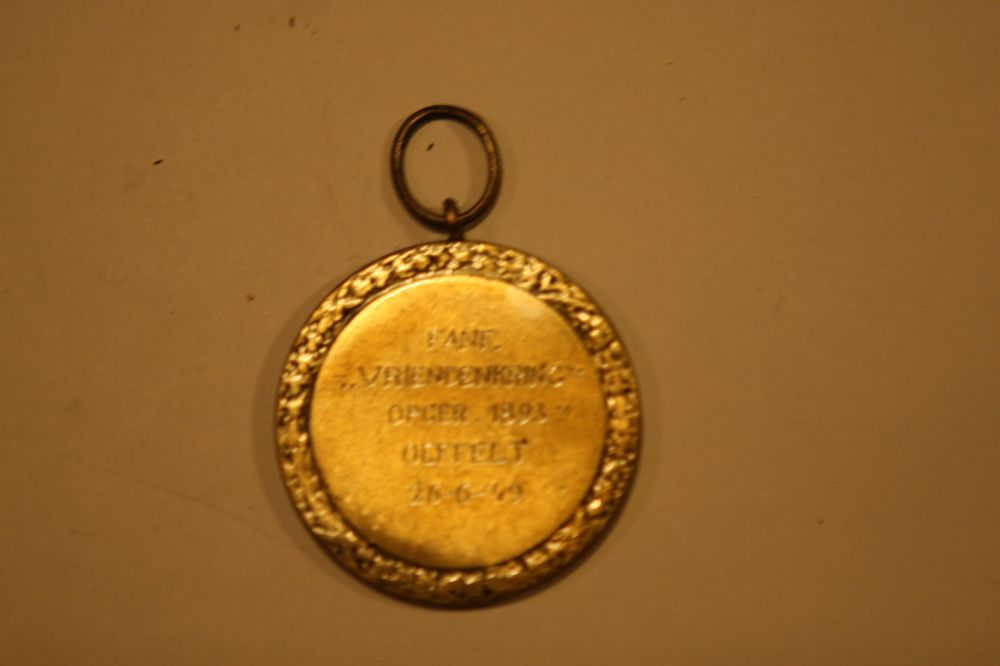 FANF.
„VRIENDENKRING"
OPGER. 1893"
OEFFELT
26-6-49